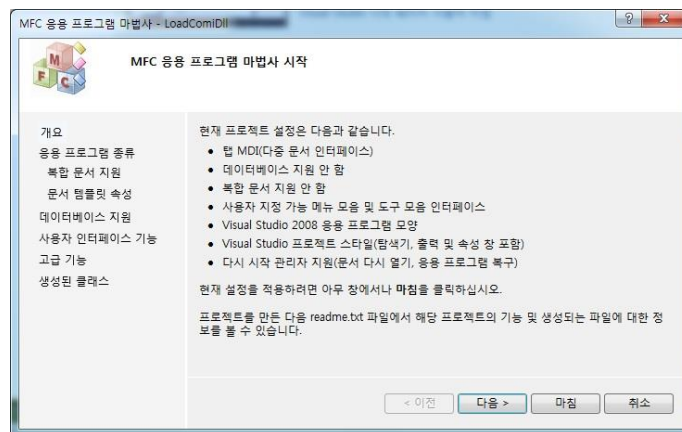 MFC 응용 프로그램 마법사 - LoadComiDll
MFC 응용 프로그램 마법사 시작
M
F
C
개요
응용 프로그램 종류
복합 문서 지원
문서 템플릿 속성
데이터베이스 지원
사용자 인터페이스 기능
고급 기능
생성된 클래스
현재 프로젝트 설정은 다음과 같습니다.
• 탭 MDI(다중 문서 인터페이스)
• 데이터베이스 지원 안 함
• 복합 문서 지원 안 함
• 사용자 지정 가능 메뉴 모음 및 도구 모음 인터페이스
• Visual Studio 2008 응용 프로그램 모양
• Visual Studio 프로젝트 스타일(탐색기, 출력 및 속성 창 포함)
• 다시 시작 관리자 지원(문서 다시 열기, 응용 프로그램 복구)
현재 설정을 적용하려면 아무 창에서나 마침을 클릭하십시오.
프로젝트를 만든 다음 readme.txt 파일에서 해당 프로젝트의 기능 및 생성되는 파일에 대한 정
보를 볼 수 있습니다.
< 이전
다음 >
마침
취소